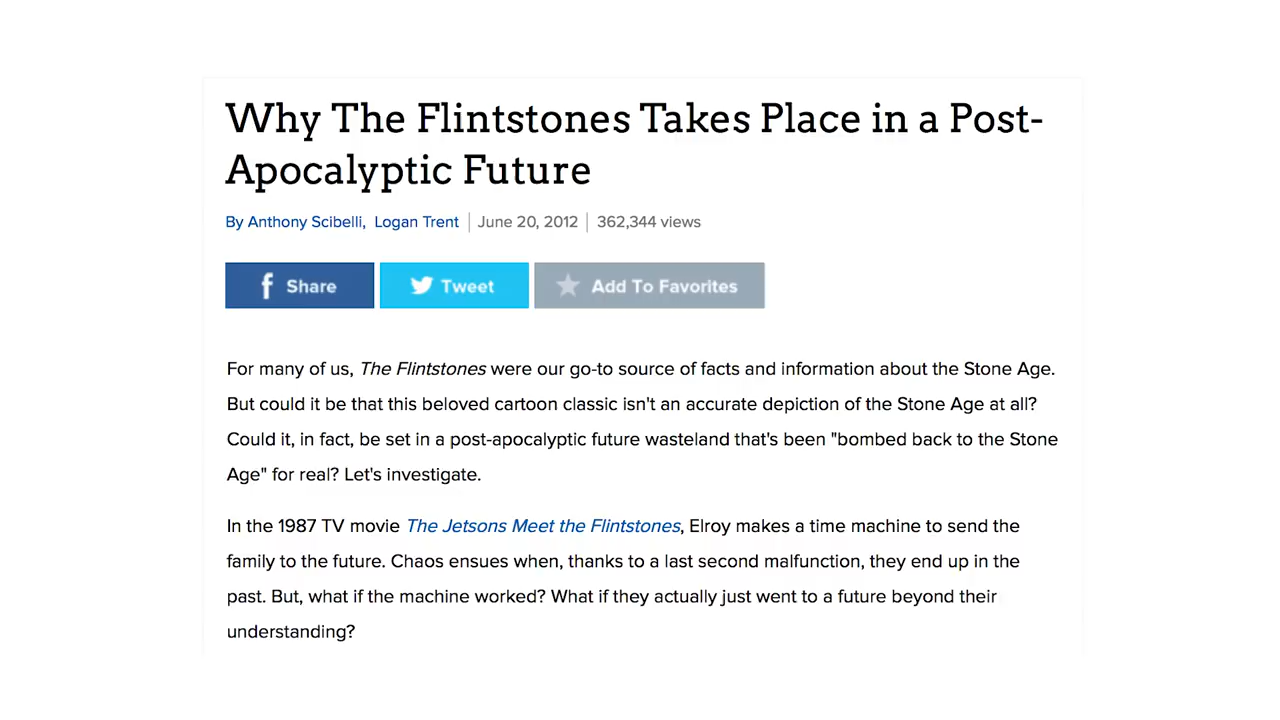 Why The Flintstones Takes Place in a Post-
Apocalyptic Future
By Anthony Scibelli, Logan Trent | June 20, 2012 | 362,344 views
Share Tweet Add To Favorites
For many of us, The Flintstones were our go-to source of facts and information about the Stone Age.
But could it be that this beloved cartoon classic isn't an accurate depiction of the Stone Age at all?
Could it, in fact, be set in a post-apocalyptic future wasteland that's been "bombed back to the Stone
Age" for real? Let's investigate.
In the 1987 TV movie The Jetsons Meet the Flintstones, Elroy makes a time machine to send the
family to the future. Chaos ensues when, thanks to a last second malfunction, they end up in the
past. But, what if the machine worked? What if they actually just went to a future beyond their
understanding?